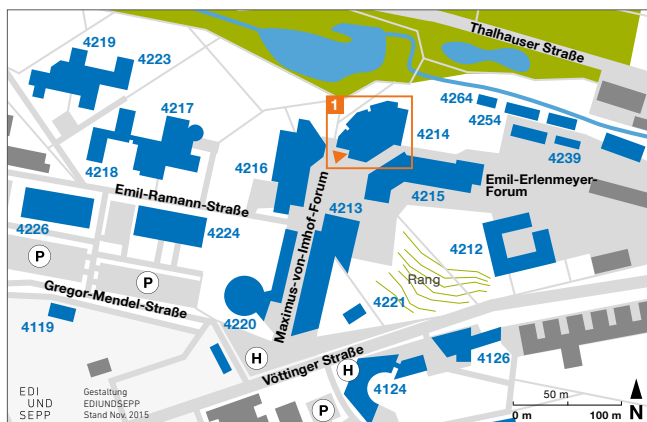 Thalhauser Straße
4219
4223
4217
4218
4216
1
4214
4264
4254
4239
4215
Emil-Erlenmeyer-
Forum
Emil-Ramann-Straße
4213
4226
4224
Maximus-von-Imhof-Forum
4212
P
P
Rang
Gregor-Mendel-Straße
4221
4119
4220
H
Vöttinger Straße
H
4126
4124
P
EDI
UND
SEPP
Gestaltung
EDIUNDSEPP
Stand Nov. 2015
50 m
0 m
100 m
N